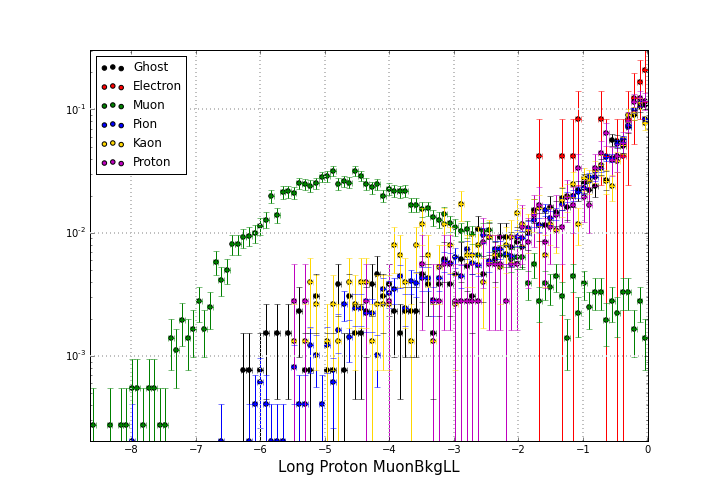 Ghost
Electron
Muon
Pion
Kaon
Proton
10⁻¹
10⁻²
10⁻³
−8 −7 −6 −5 −4 −3 −2 −1 0
Long Proton MuonBkgLL